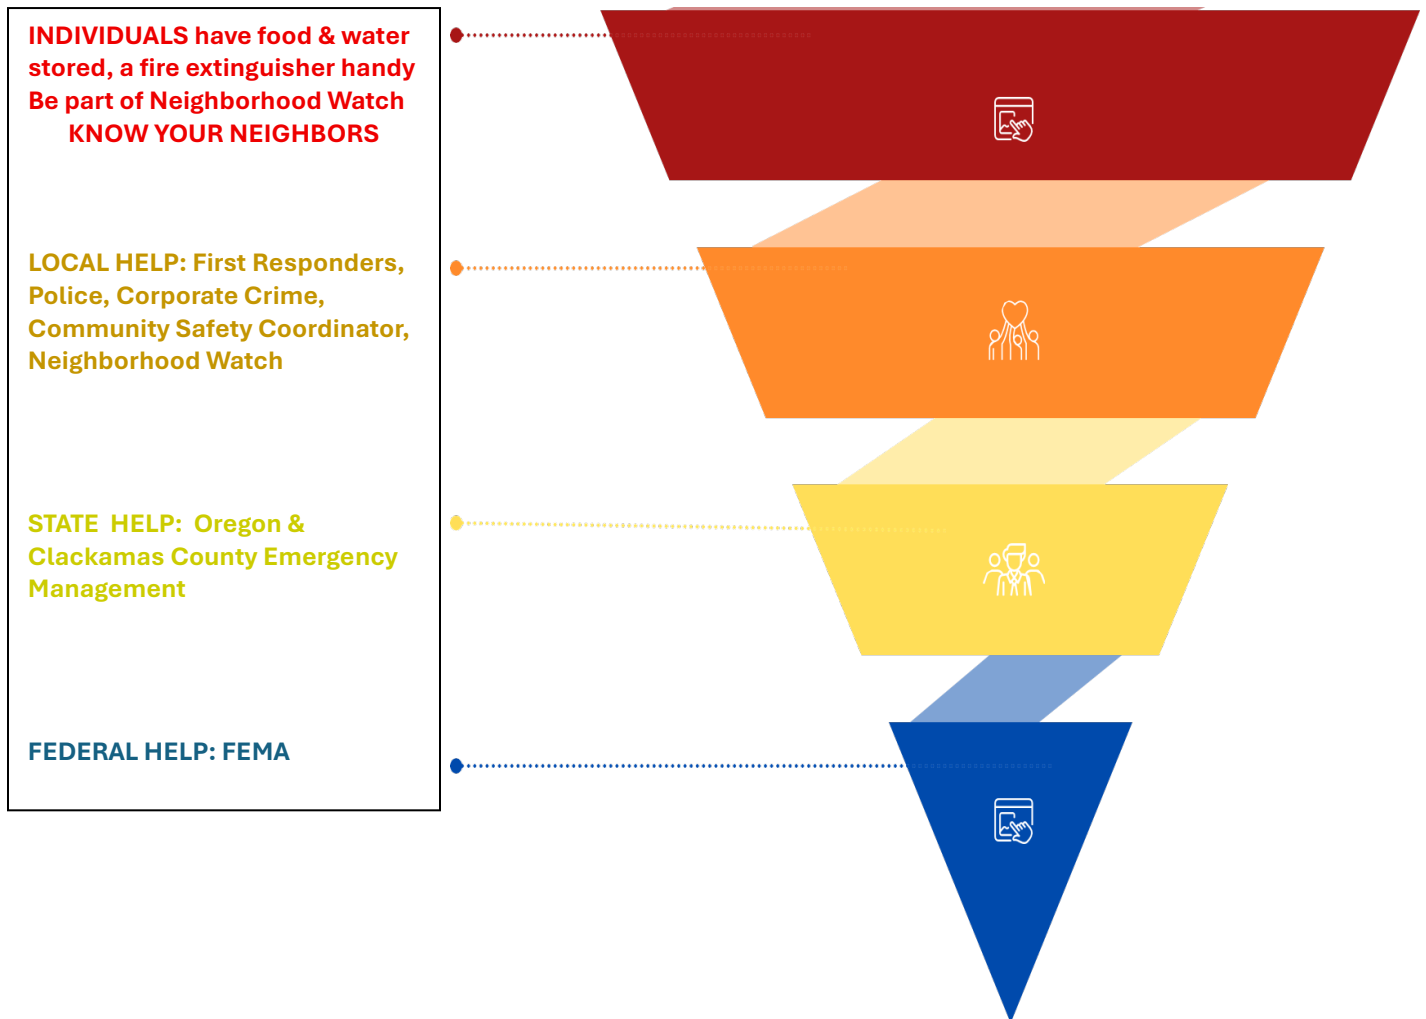 INDIVIDUALS have food & water
stored, a fire extinguisher handy
Be part of Neighborhood Watch
KNOW YOUR NEIGHBORS
LOCAL HELP: First Responders,
Police, Corporate Crime,
Community Safety Coordinator,
Neighborhood Watch
STATE  HELP:  Oregon &
Clackamas County Emergency
Management
FEDERAL HELP: FEMA